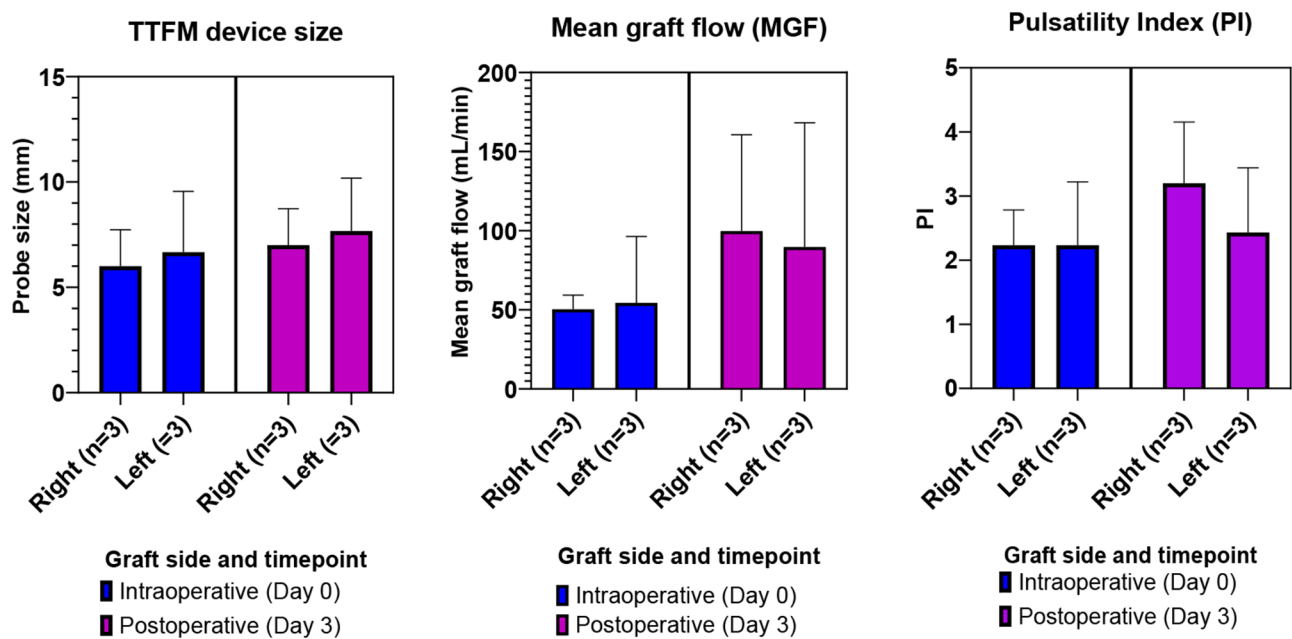 TTFM device size
Probe size (mm)
15
10
5
0
Right (n=3)
Left (=3)
Right (n=3)
Left (=3)
Graft side and timepoint
Intraoperative (Day 0)
Postoperative (Day 3)
Mean graft flow (MGF)
Mean graft flow (mL/min)
200
150
100
50
0
Right (n=3)
Left (n=3)
Right (n=3)
Left (n=3)
Graft side and timepoint
Intraoperative (Day 0)
Postoperative (Day 3)
Pulsatility Index (PI)
PI
5
4
3
2
1
0
Right (n=3)
Left (n=3)
Right (n=3)
Left (n=3)
Graft side and timepoint
Intraoperative (Day 0)
Postoperative (Day 3)